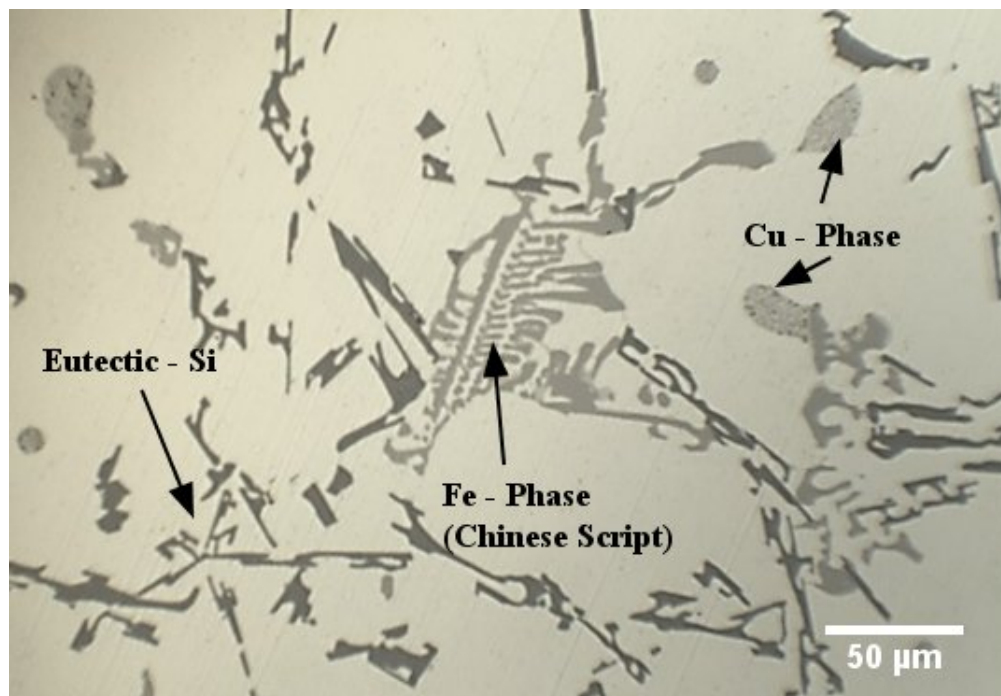 Cu - Phase
Eutectic - Si
Fe - Phase
(Chinese Script)
50 µm